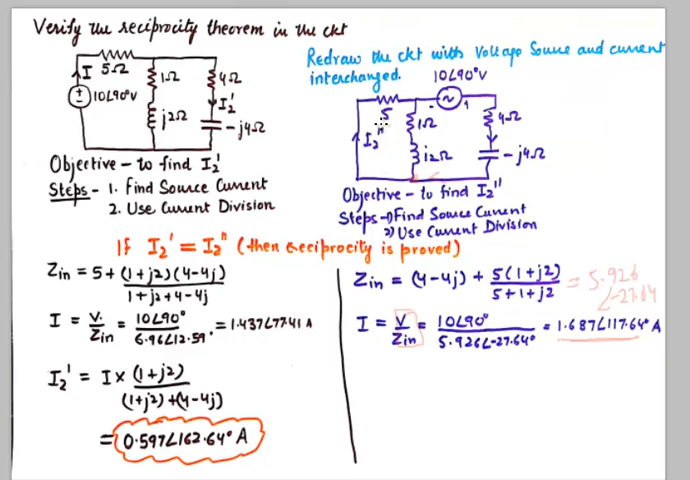 Verify the reciprocity theorem in the ckt
I 5Ω 1Ω 4Ω
10∠90°V I₂'
j2Ω -j4Ω
Objective - to find I₂'
Steps - 1. Find Source Current
2. Use Current Division
Redraw the ckt with Voltage Source and current
interchanged. 10∠90°V
5 1Ω 4Ω
I₂" j2Ω -j4Ω
Objective - to find I₂"
Steps - 1) Find Source Current
2) Use Current Division
If I₂' = I₂" (then reciprocity is proved)
Zin = 5 + (1+j2)(4-4j) / 1+j2+4-4j
I = V/Zin = 10∠90° / 6.96∠12.59° = 1.437∠77.41 A
I₂' = I × (1+j2) / (1+j2)+(4-4j)
= 0.597∠162.64° A
Zin = (4-4j) + 5(1+j2) / 5+1+j2 = 5.926
∠-27.64
I = V/Zin = 10∠90° / 5.926∠-27.64° = 1.687∠117.64° A